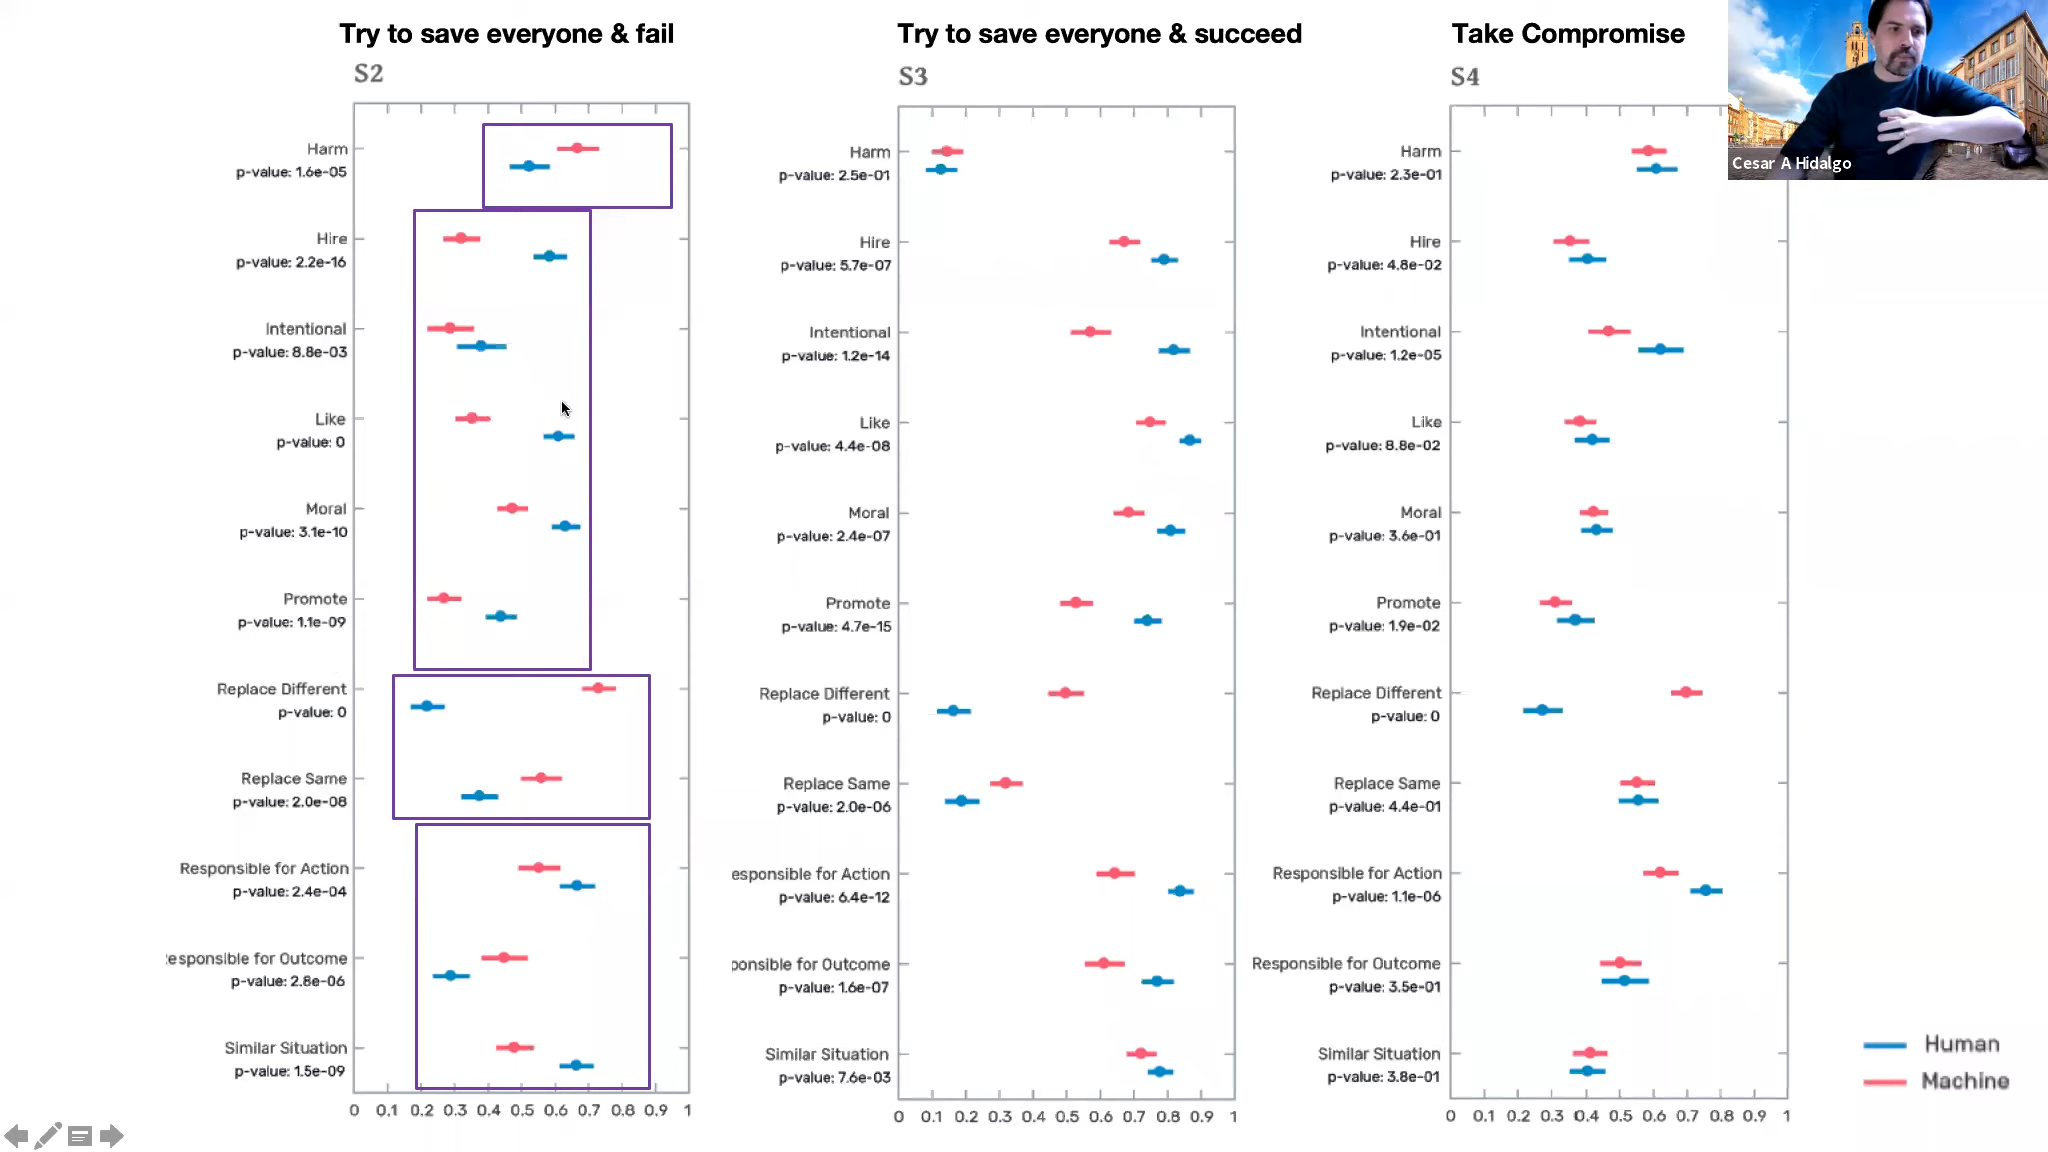 Try to save everyone & fail
S2
Harm
p-value: 1.6e-05
Hire
p-value: 2.2e-16
Intentional
p-value: 8.8e-03
Like
p-value: 0
Moral
p-value: 3.1e-10
Promote
p-value: 1.1e-09
Replace Different
p-value: 0
Replace Same
p-value: 2.0e-08
Responsible for Action
p-value: 2.4e-04
esponsible for Outcome
p-value: 2.8e-06
Similar Situation
p-value: 1.5e-09
0 0.1 0.2 0.3 0.4 0.5 0.6 0.7 0.8 0.9 1
Try to save everyone & succeed
S3
Harm
p-value: 2.5e-01
Hire
p-value: 5.7e-07
Intentional
p-value: 1.2e-14
Like
p-value: 4.4e-08
Moral
p-value: 2.4e-07
Promote
p-value: 4.7e-15
Replace Different
p-value: 0
Replace Same
p-value: 2.0e-06
esponsible for Action
p-value: 6.4e-12
ponsible for Outcome
p-value: 1.6e-07
Similar Situation
p-value: 7.6e-03
0 0.1 0.2 0.3 0.4 0.5 0.6 0.7 0.8 0.9 1
Take Compromise
S4
Harm
p-value: 2.3e-01
Hire
p-value: 4.8e-02
Intentional
p-value: 1.2e-05
Like
p-value: 8.8e-02
Moral
p-value: 3.6e-01
Promote
p-value: 1.9e-02
Replace Different
p-value: 0
Replace Same
p-value: 4.4e-01
Responsible for Action
p-value: 1.1e-06
Responsible for Outcome
p-value: 3.5e-01
Similar Situation
p-value: 3.8e-01
0 0.1 0.2 0.3 0.4 0.5 0.6 0.7 0.8 0.9 1
Cesar A Hidalgo
Human
Machine